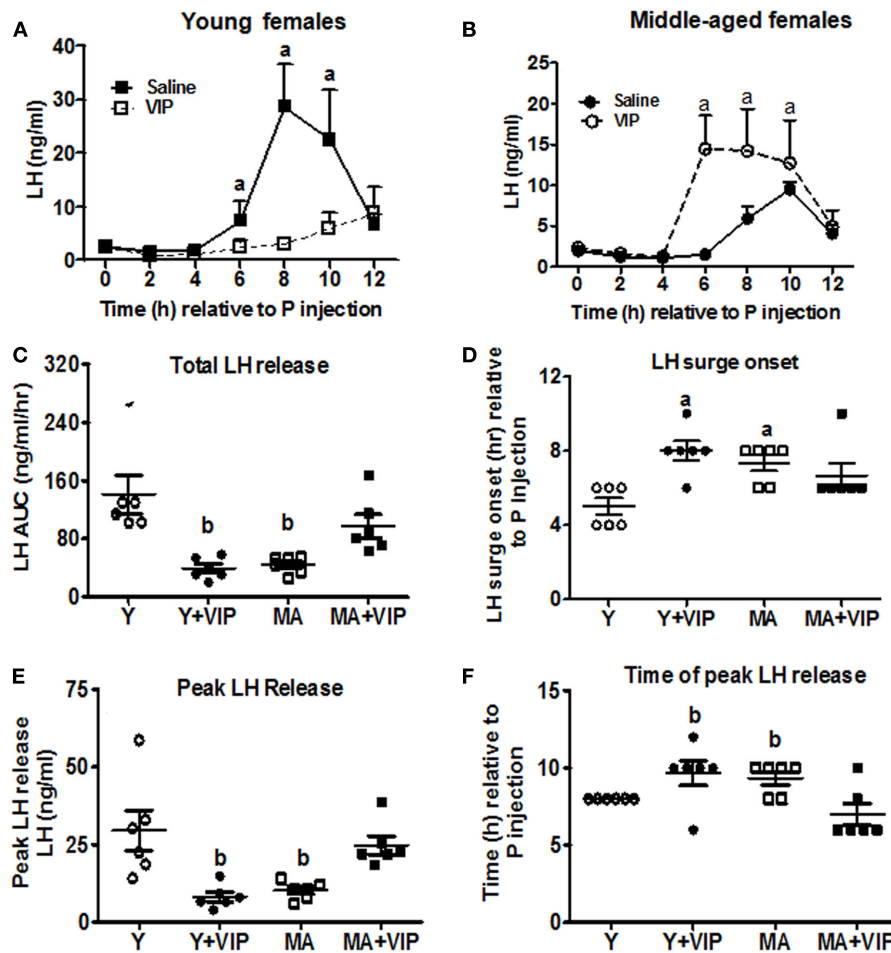 A
Young females
40
30
20
10
0
LH (ng/ml)
Saline
VIP
a
a
a
0 2 4 6 8 10 12
Time (h) relative to P injection
B
Middle-aged females
25
20
15
10
5
0
LH (ng/ml)
Saline
VIP
a
a
a
0 2 4 6 8 10 12
Time (h) relative to P injection
C
Total LH release
320
240
160
80
0
LH AUC (ng/ml/hr)
b
b
Y Y+VIP MA MA+VIP
D
LH surge onset
12
8
4
0
LH surge onset (hr) relative
to P Injection
a
a
Y Y+VIP MA MA+VIP
E
Peak LH Release
75
50
25
0
Peak LH release
LH (ng/ml)
b
b
Y Y+VIP MA MA+VIP
F
Time of peak LH release
15
10
5
0
Time (h) relative to
P injection
b
b
Y Y+VIP MA MA+VIP